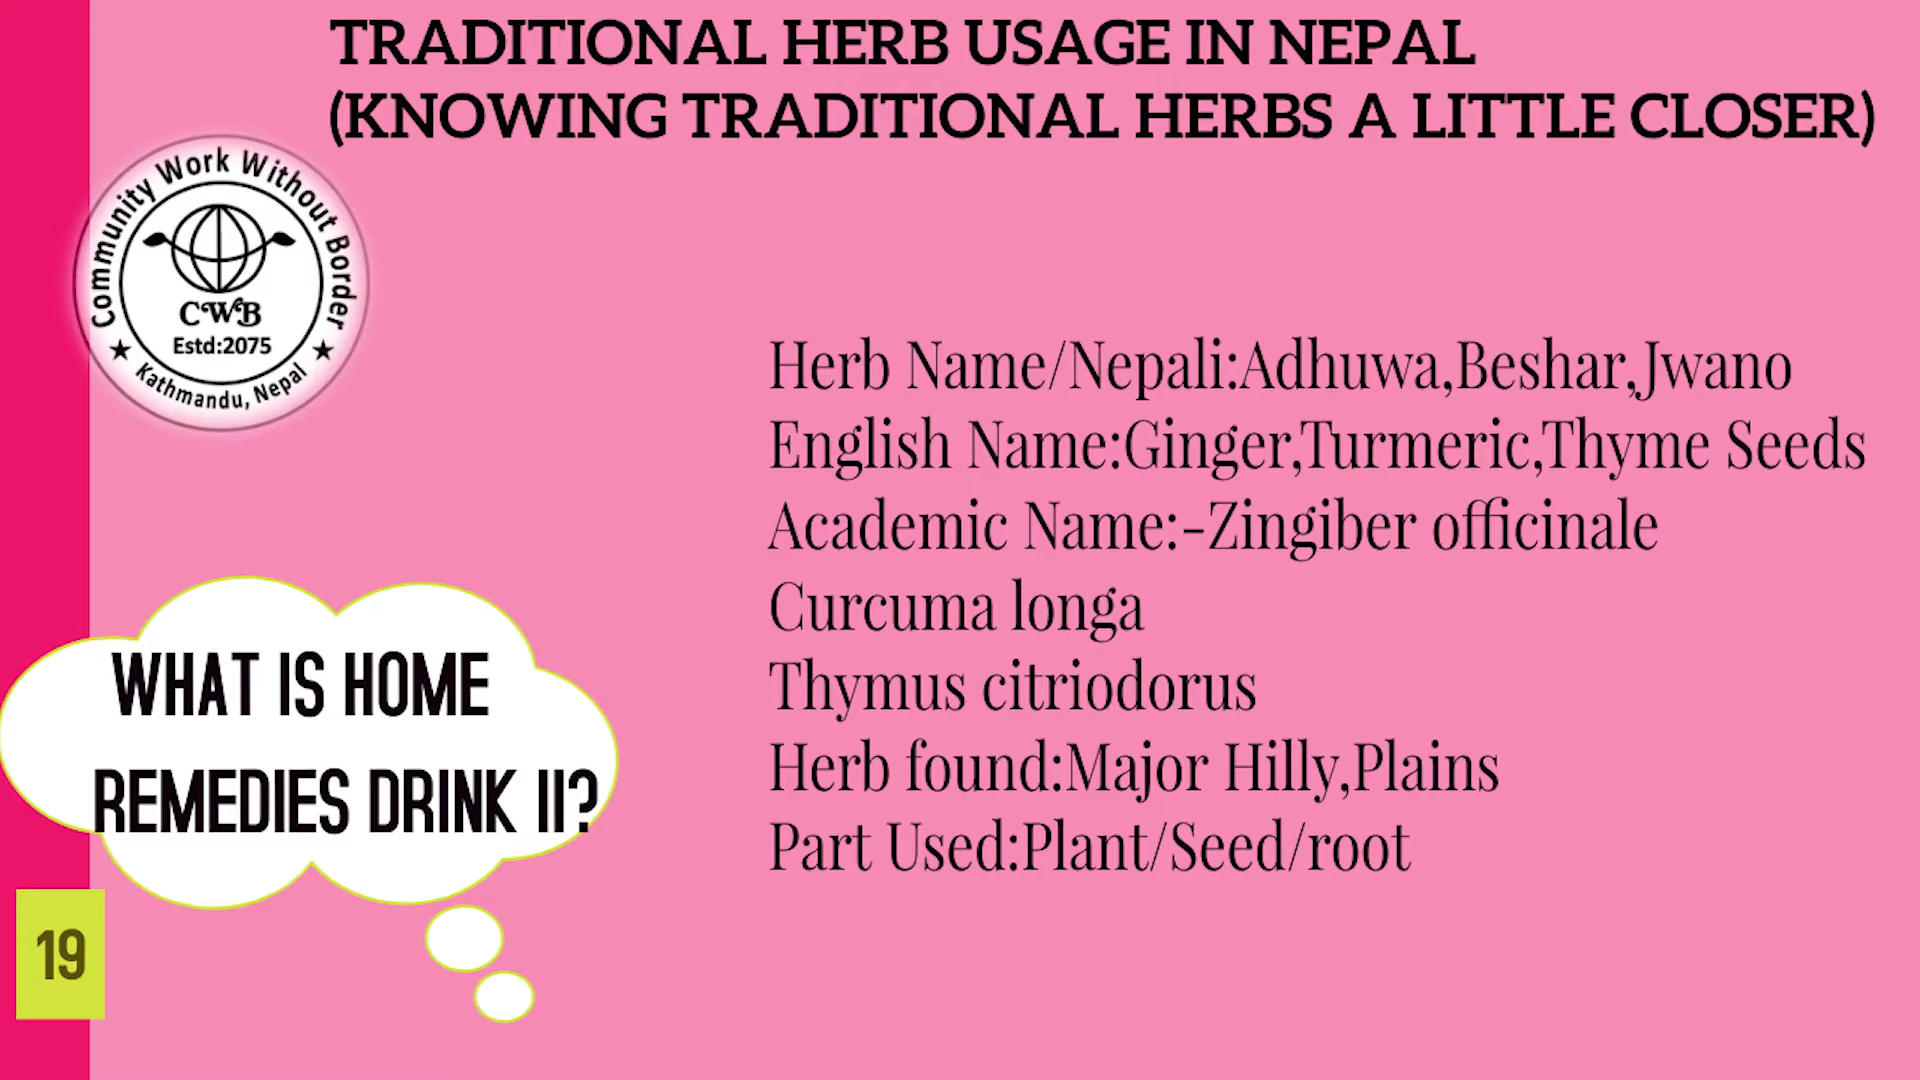 TRADITIONAL HERB USAGE IN NEPAL
(KNOWING TRADITIONAL HERBS A LITTLE CLOSER)
Community Work Without Border
CWB
Estd:2075
Kathmandu, Nepal
Herb Name/Nepali:Adhuwa,Beshar,Jwano
English Name:Ginger,Turmeric,Thyme Seeds
Academic Name:-Zingiber officinale
Curcuma longa
Thymus citriodorus
Herb found:Major Hilly,Plains
Part Used:Plant/Seed/root
WHAT IS HOME
REMEDIES DRINK II?
19